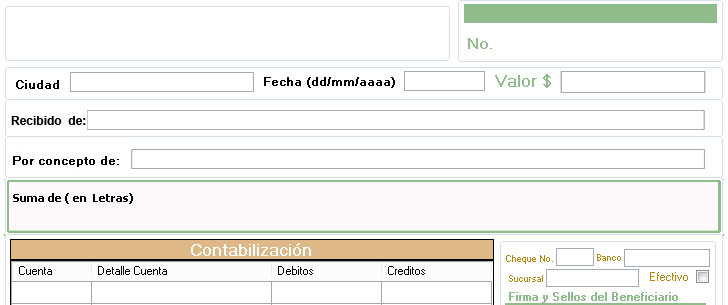 No.
Ciudad Fecha (dd/mm/aaaa) Valor $
Recibido de:
Por concepto de:
Suma de ( en Letras)
Contabilización
Cuenta Detalle Cuenta Debitos Creditos
Cheque No. Banco
Sucursal Efectivo
Firma y Sellos del Beneficiario